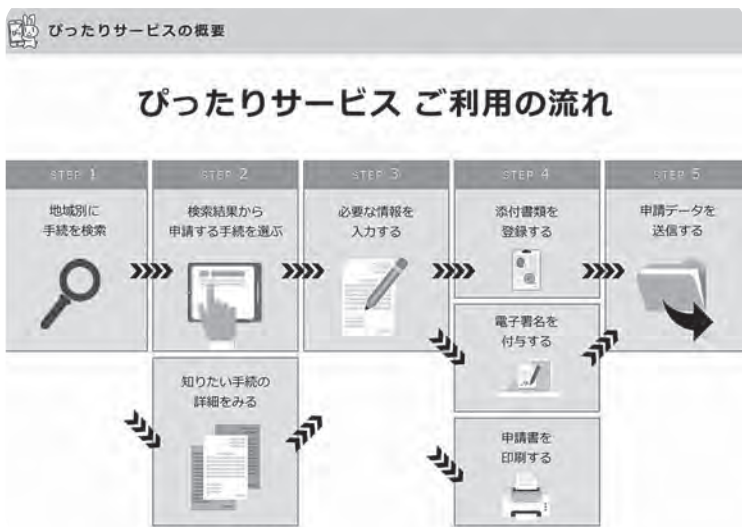 ぴったりサービスの概要
ぴったりサービス ご利用の流れ
STEP 1
地域別に
手続を検索
STEP 2
検索結果から
申請する手続を選ぶ
知りたい手続の
詳細をみる
STEP 3
必要な情報を
入力する
STEP 4
添付書類を
登録する
電子署名を
付与する
申請書を
印刷する
STEP 5
申請データを
送信する